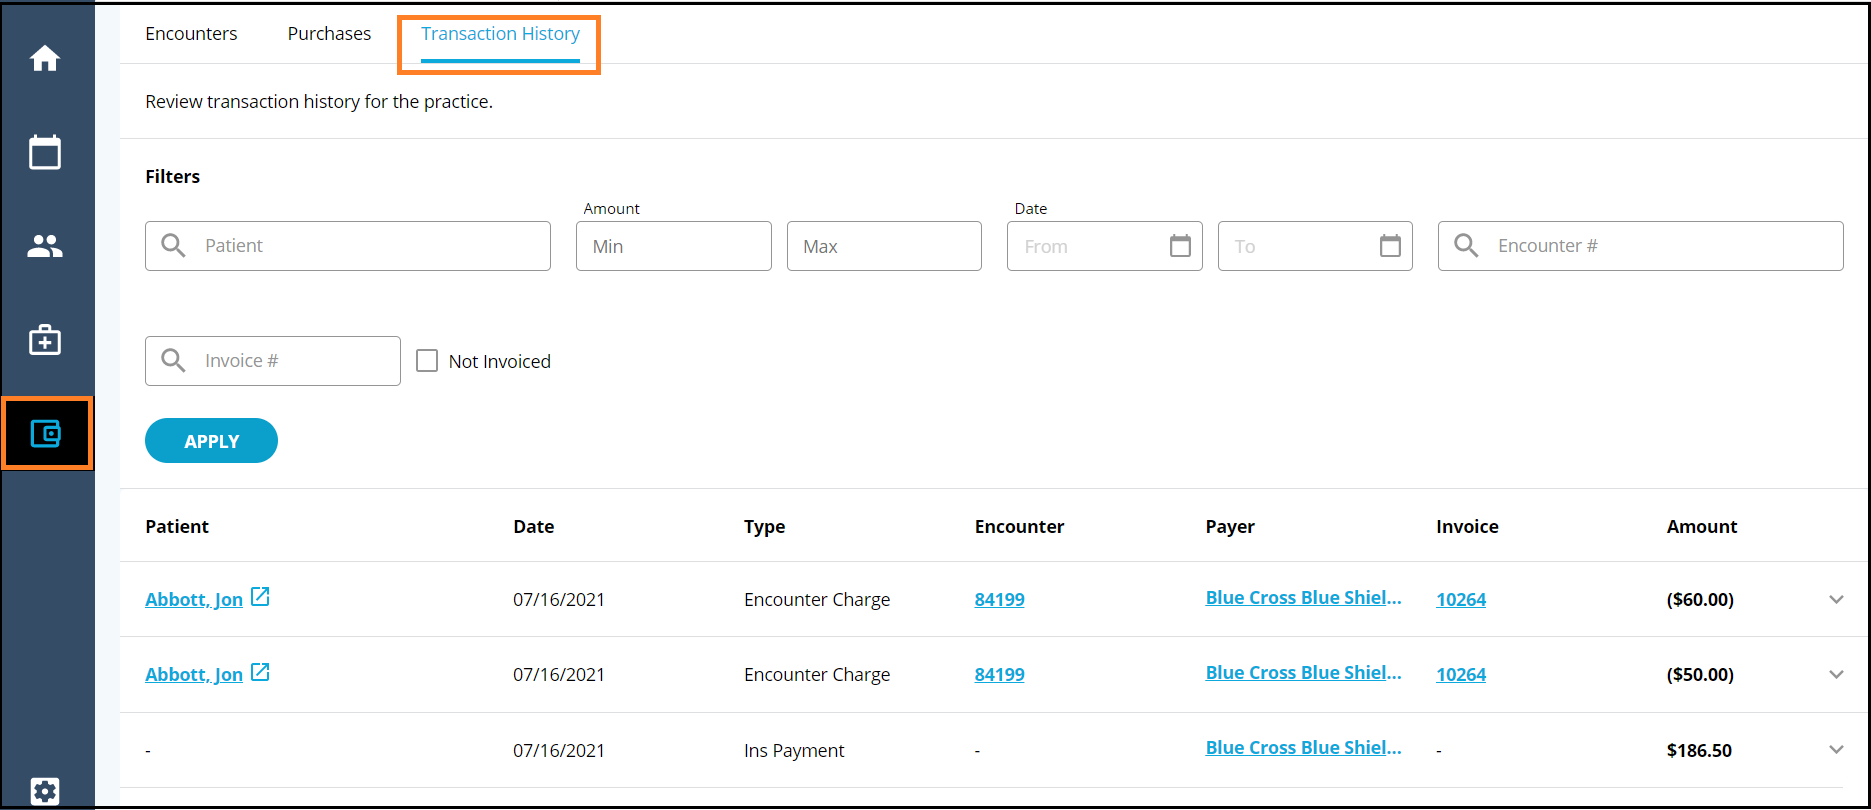 Encounters Purchases Transaction History
Review transaction history for the practice.
Filters
Amount Date
Patient Min Max From To Encounter #
Invoice # Not Invoiced
APPLY
Patient Date Type Encounter Payer Invoice Amount
Abbott, Jon 07/16/2021 Encounter Charge 84199 Blue Cross Blue Shiel... 10264 ($60.00)
Abbott, Jon 07/16/2021 Encounter Charge 84199 Blue Cross Blue Shiel... 10264 ($50.00)
- 07/16/2021 Ins Payment - Blue Cross Blue Shiel... - $186.50